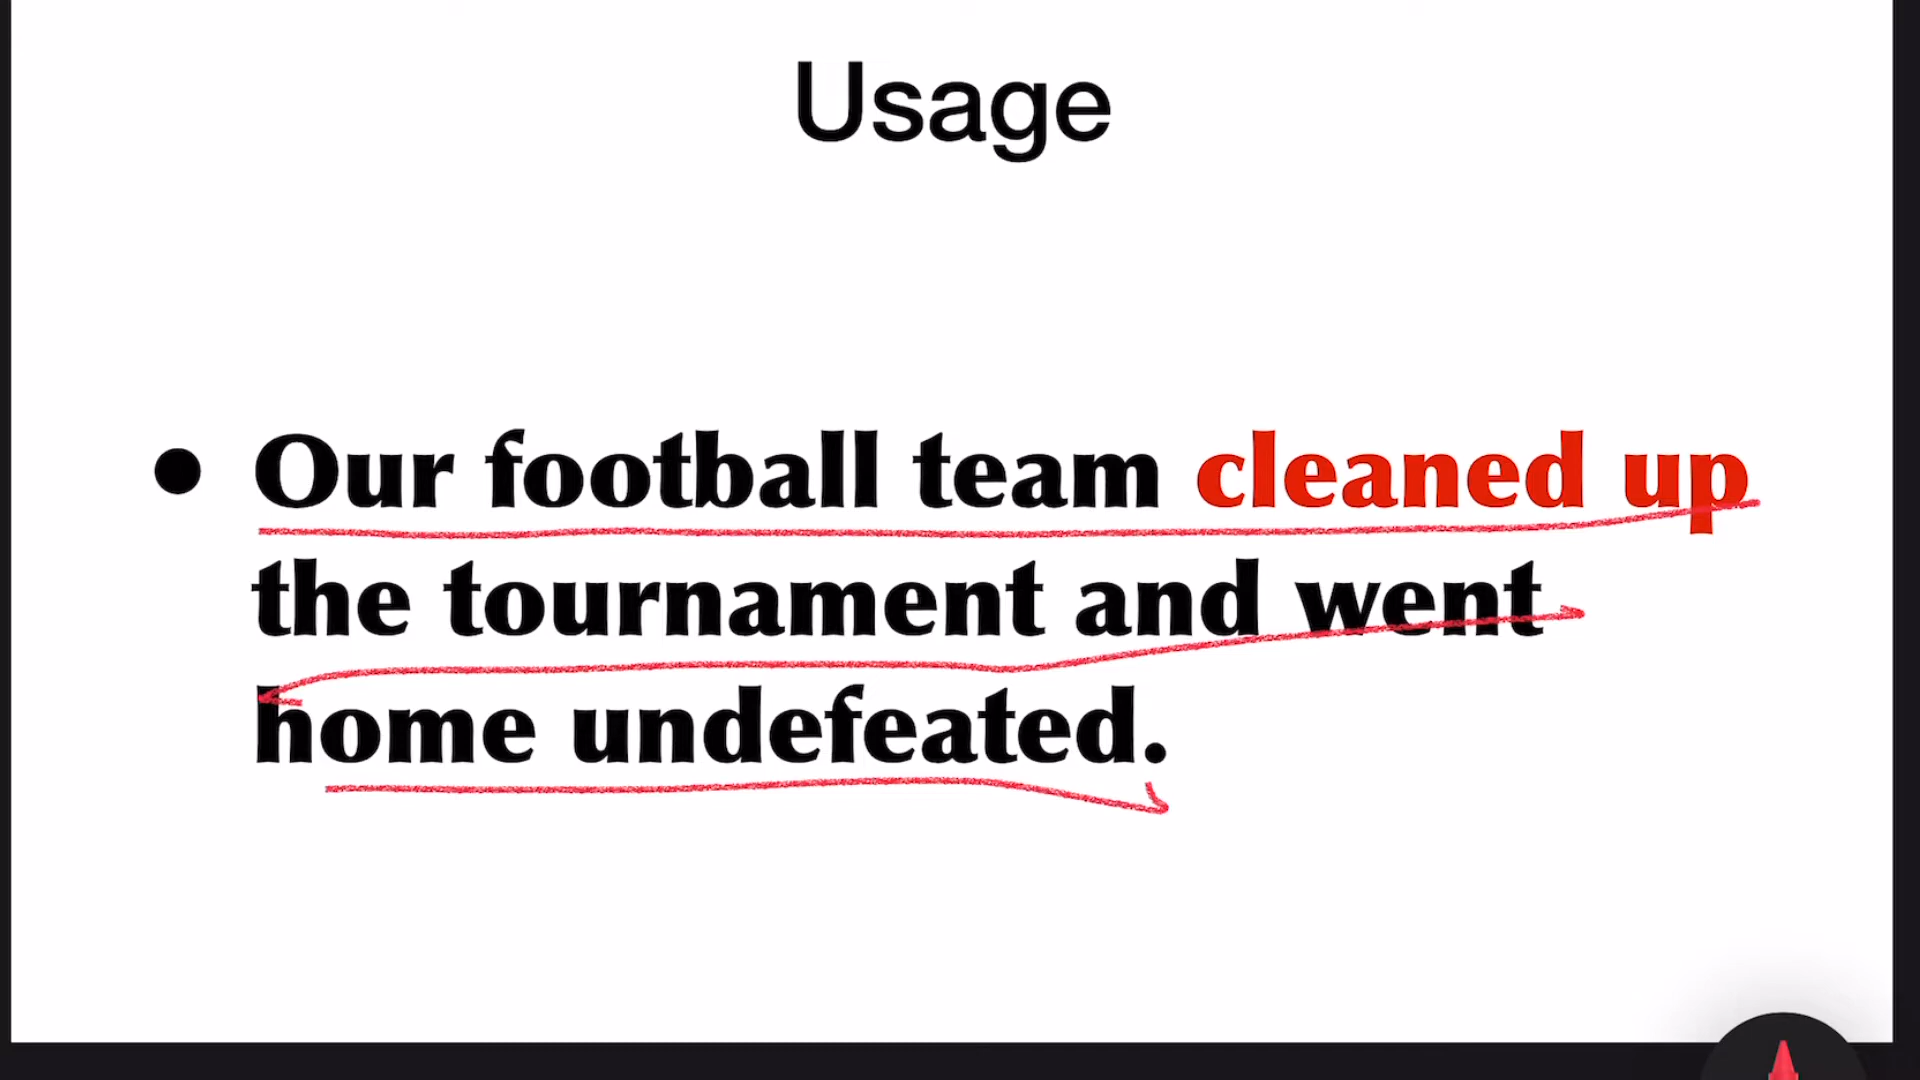 Usage
• Our football team cleaned up
the tournament and went
home undefeated.